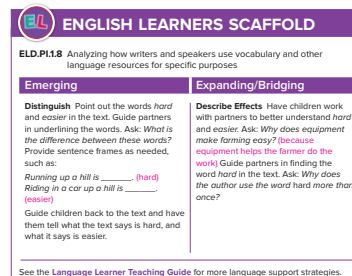 EL
ENGLISH LEARNERS SCAFFOLD
ELD.PI.1.8 Analyzing how writers and speakers use vocabulary and other
language resources for specific purposes
Emerging
Distinguish Point out the words hard
and easier in the text. Guide partners
in underlining the words. Ask: What is
the difference between these words?
Provide sentence frames as needed,
such as:
Running up a hill is _______. (hard)
Riding in a car up a hill is _______.
(easier)
Guide children back to the text and have
them tell what the text says is hard, and
what it says is easier.
Expanding/Bridging
Describe Effects Have children work
with partners to better understand hard
and easier. Ask: Why does equipment
make farming easy? (because
equipment helps the farmer do the
work) Guide partners in finding the
word hard in the text. Ask: Why does
the author use the word hard more than
once?
See the Language Learner Teaching Guide for more language support strategies.